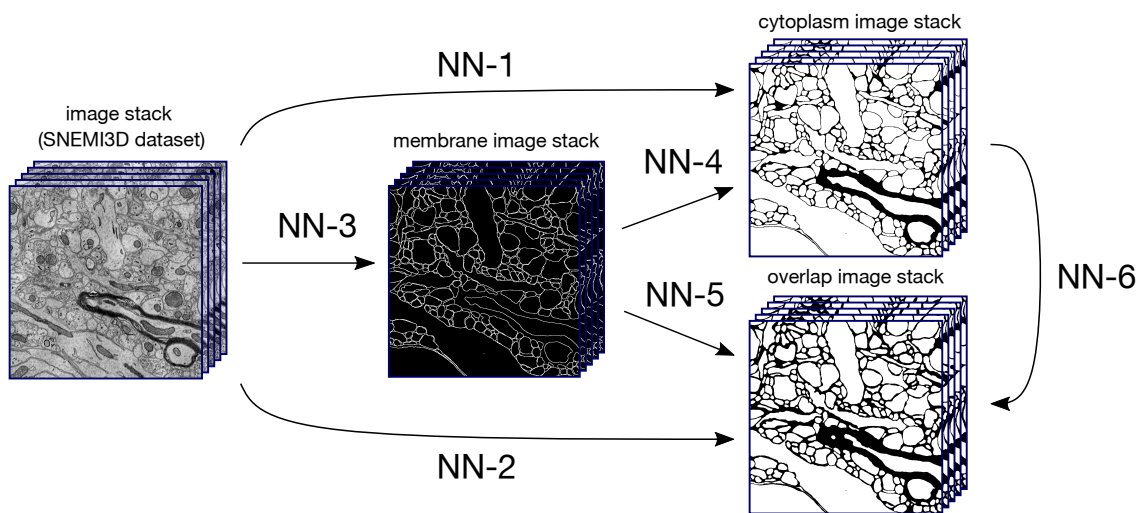 cytoplasm image stack
NN-1
image stack
(SNEMI3D dataset)
membrane image stack
NN-4
NN-3
overlap image stack
NN-5
NN-6
NN-2